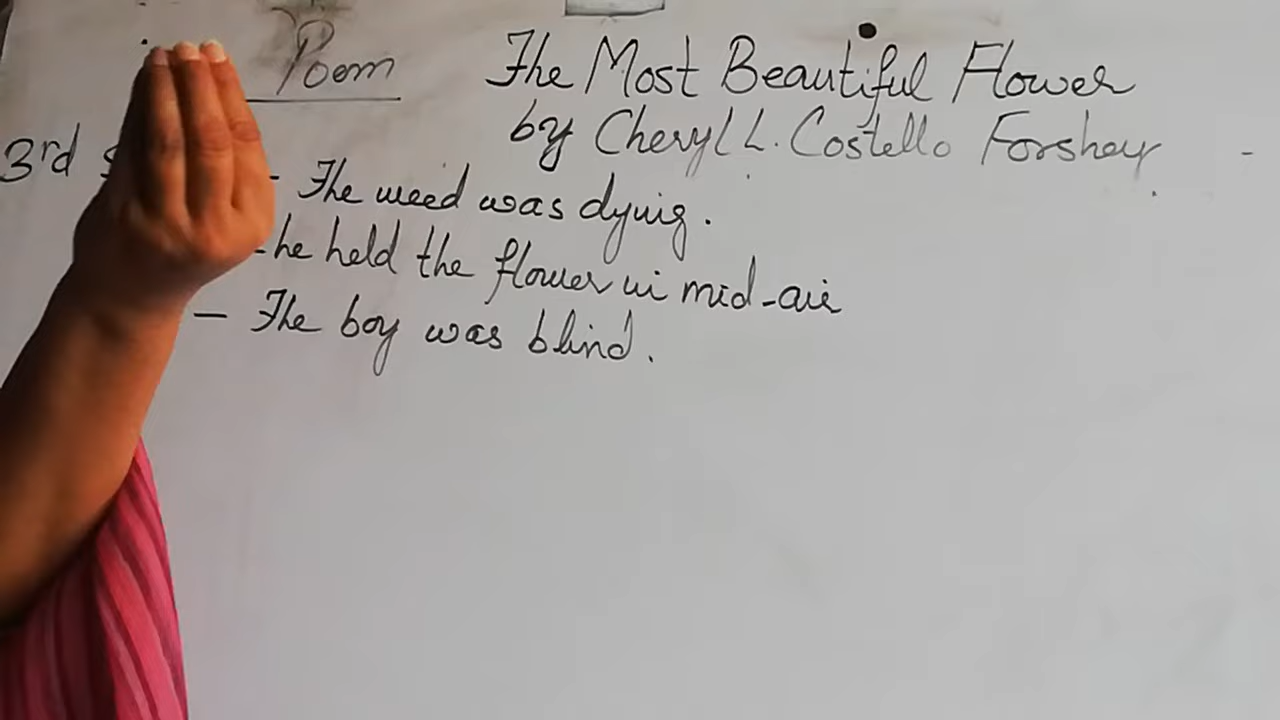 Poem The Most Beautiful Flower
by Cheryl L. Costello Forshey -
3rd - The weed was dying.
- he held the flower in mid-air
- The boy was blind.